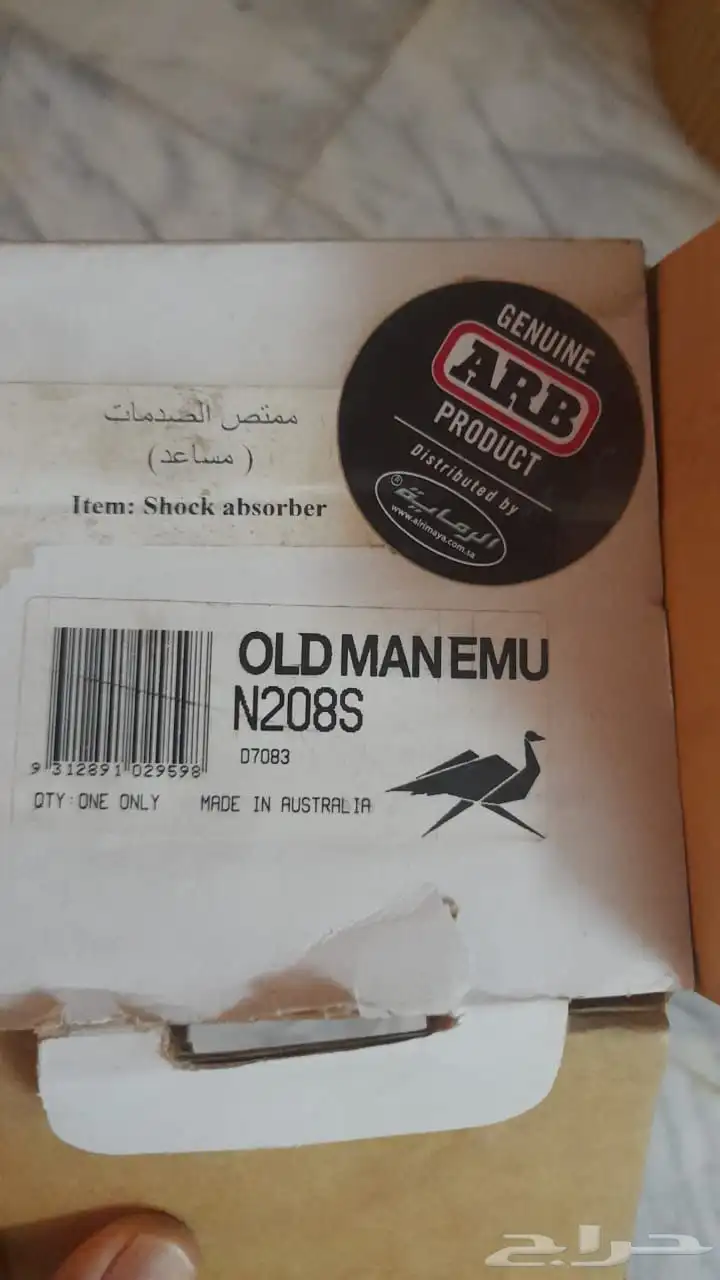 GENUINE
ARB
PRODUCT
Distributed by
الرماية
®
www.alrimaya.com.sa
ممتص الصدمات
( مساعد )
Item: Shock absorber
OLD MAN EMU
N208S
D7083
9 312891 029598
QTY:ONE ONLY MADE IN AUSTRALIA
حراج